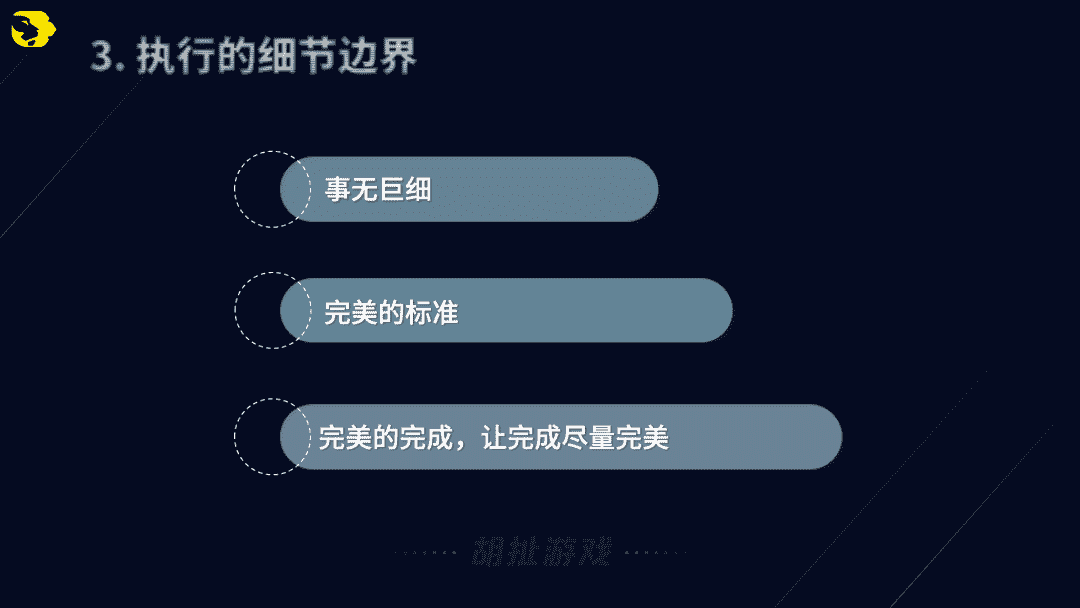 3. 执行的细节边界
事无巨细
完美的标准
完美的完成，让完成尽量完美
胡扯游戏